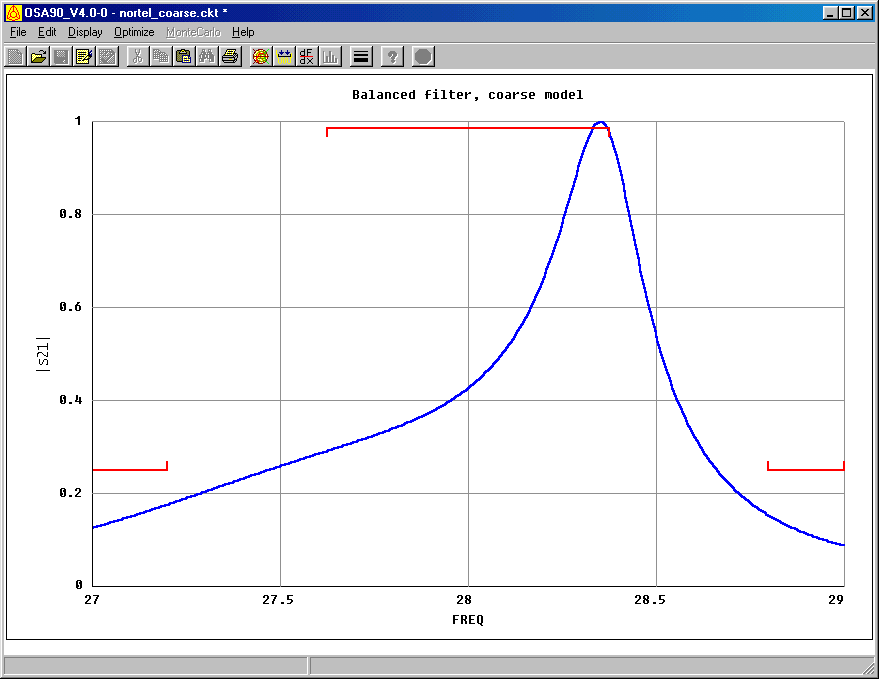 OSA90_V4.0-0 - nortel_coarse.ckt *
File Edit Display Optimize MonteCarlo Help
dF
?
Balanced filter, coarse model
1
0.8
0.6
|S21|
0.4
0.2
0
27 27.5 28 28.5 29
FREQ